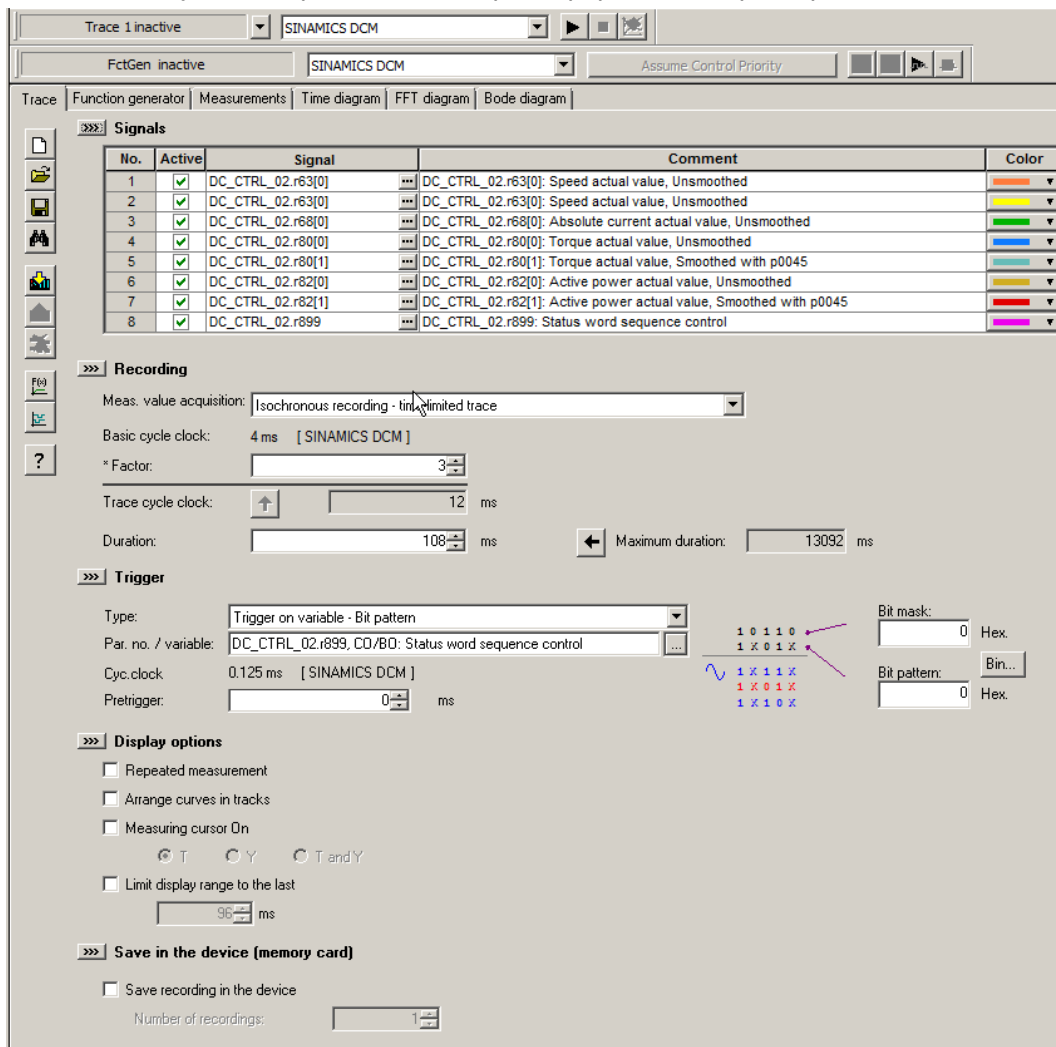 Trace 1 inactive SINAMICS DCM
FctGen inactive SINAMICS DCM Assume Control Priority
Trace Function generator Measurements Time diagram FFT diagram Bode diagram
>>> Signals
No. Active Signal Comment Color
1 DC_CTRL_02.r63[0] ... DC_CTRL_02.r63[0]: Speed actual value, Unsmoothed
2 DC_CTRL_02.r63[0] ... DC_CTRL_02.r63[0]: Speed actual value, Unsmoothed
3 DC_CTRL_02.r68[0] ... DC_CTRL_02.r68[0]: Absolute current actual value, Unsmoothed
4 DC_CTRL_02.r80[0] ... DC_CTRL_02.r80[0]: Torque actual value, Unsmoothed
5 DC_CTRL_02.r80[1] ... DC_CTRL_02.r80[1]: Torque actual value, Smoothed with p0045
6 DC_CTRL_02.r82[0] ... DC_CTRL_02.r82[0]: Active power actual value, Unsmoothed
7 DC_CTRL_02.r82[1] ... DC_CTRL_02.r82[1]: Active power actual value, Smoothed with p0045
8 DC_CTRL_02.r899 ... DC_CTRL_02.r899: Status word sequence control
>>> Recording
F(x)
Meas. value acquisition: Isochronous recording - time-limited trace
Basic cycle clock: 4 ms [ SINAMICS DCM ]
?
* Factor: 3
Trace cycle clock: 12 ms
Duration: 108 ms Maximum duration: 13092 ms
>>> Trigger
Type: Trigger on variable - Bit pattern
Bit mask:
1 0 1 1 0
0 Hex.
Par. no. / variable: DC_CTRL_02.r899, CO/BO: Status word sequence control ...
1 X 0 1 X
Cyc.clock 0.125 ms [ SINAMICS DCM ]
1 X 1 1 X
Bit pattern: Bin...
1 X 0 1 X
Pretrigger: 0 ms
0 Hex.
1 X 1 0 X
>>> Display options
Repeated measurement
Arrange curves in tracks
Measuring cursor On
T Y T and Y
Limit display range to the last
96 ms
>>> Save in the device (memory card)
Save recording in the device
Number of recordings: 1